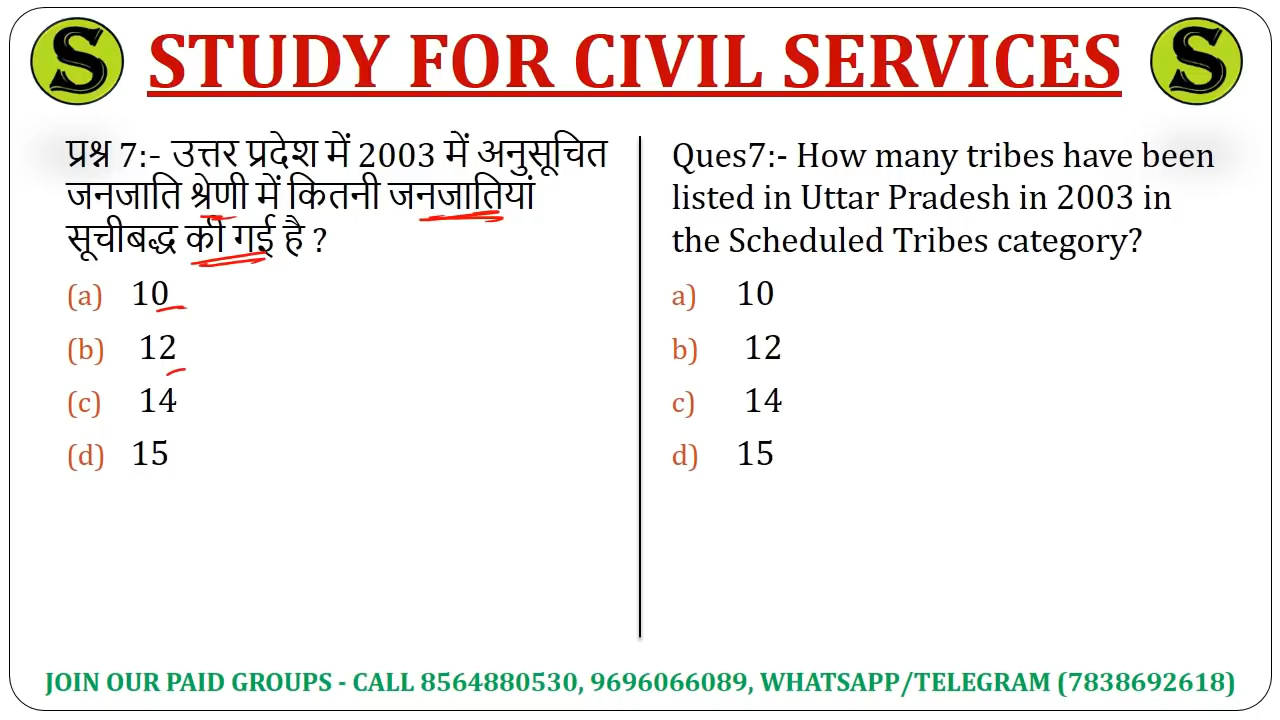 S
STUDY FOR CIVIL SERVICES
S
प्रश्न 7:- उत्तर प्रदेश में 2003 में अनुसूचित
जनजाति श्रेणी में कितनी जनजातियां
सूचीबद्ध की गई है ?
(a) 10
(b) 12
(c) 14
(d) 15
Ques7:- How many tribes have been
listed in Uttar Pradesh in 2003 in
the Scheduled Tribes category?
a) 10
b) 12
c) 14
d) 15
JOIN OUR PAID GROUPS - CALL 8564880530, 9696066089, WHATSAPP/TELEGRAM (7838692618)